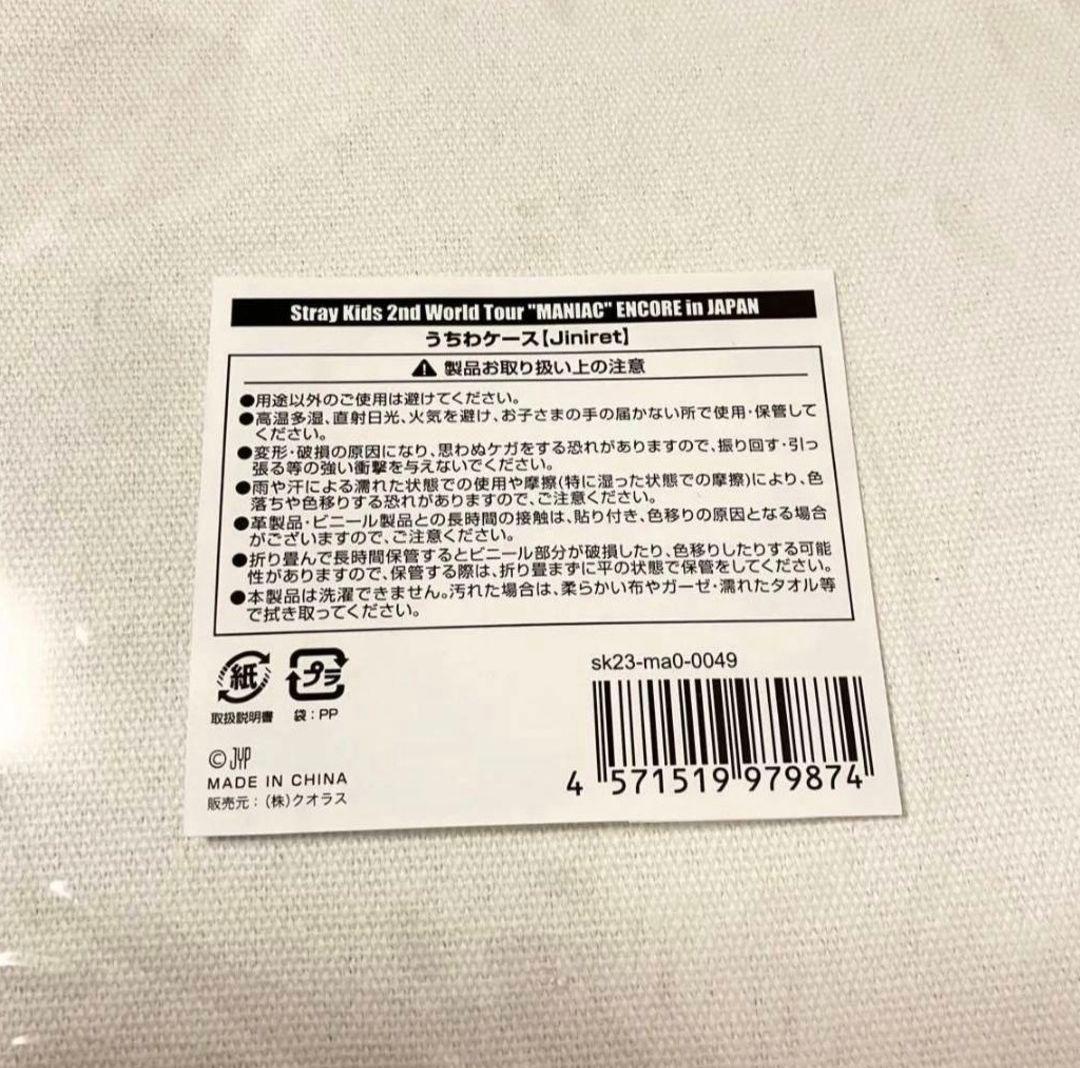 Stray Kids 2nd World Tour "MANIAC" ENCORE in JAPAN
うちわケース【Jiniret】
製品お取り扱い上の注意
●用途以外のご使用は避けてください。
●高温多湿、直射日光、火気を避け、お子さまの手の届かない所で使用・保管して
ください。
●変形・破損の原因になり、思わぬケガをする恐れがありますので、振り回す・引っ
張る等の強い衝撃を与えないでください。
●雨や汗による濡れた状態での使用や摩擦(特に湿った状態での摩擦)により、色
落ちや色移りする恐れがありますので、ご注意ください。
●革製品・ビニール製品との長時間の接触は、貼り付き、色移りの原因となる場合
がございますので、ご注意ください。
●折り畳んで長時間保管するとビニール部分が破損したり、色移りしたりする可能
性がありますので、保管する際は、折り畳まずに平の状態で保管をしてください。
●本製品は洗濯できません。汚れた場合は、柔らかい布やガーゼ・濡れたタオル等
で拭き取ってください。
紙 プラ
取扱説明書 袋:PP
sk23-ma0-0049
4 571519 979874
© JYP
MADE IN CHINA
販売元:(株)クオラス